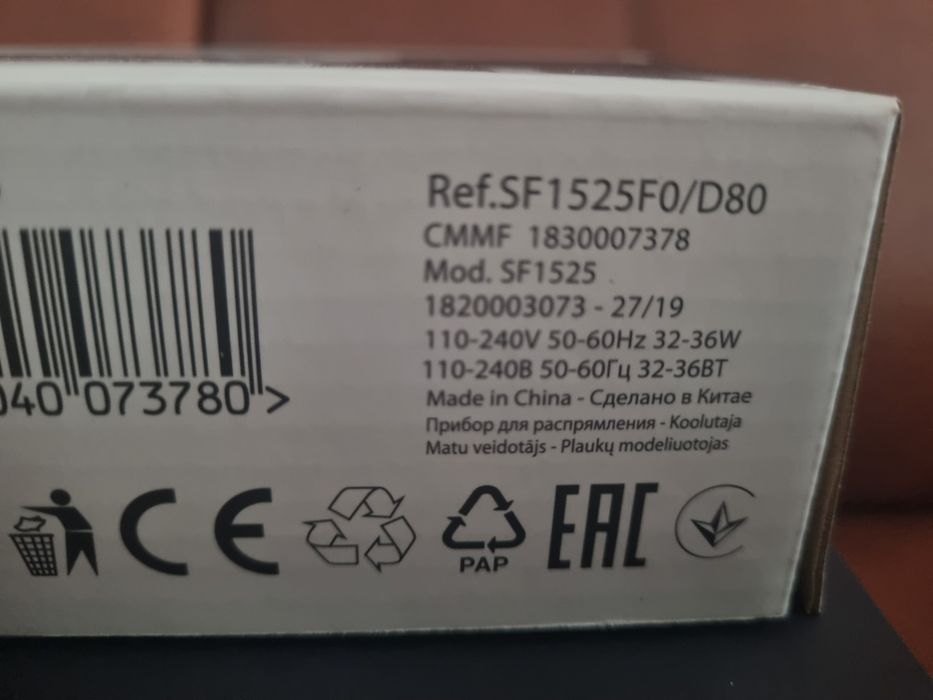 Ref.SF1525F0/D80
CMMF 1830007378
Mod. SF1525
1820003073 - 27/19
110-240V 50-60Hz 32-36W
110-240В 50-60Гц 32-36ВТ
Made in China - Сделано в Китае
Прибор для распрямления - Koolutaja
Matu veidotājs - Plaukų modeliuotojas
040 073780 >
CE
PAP
EAC